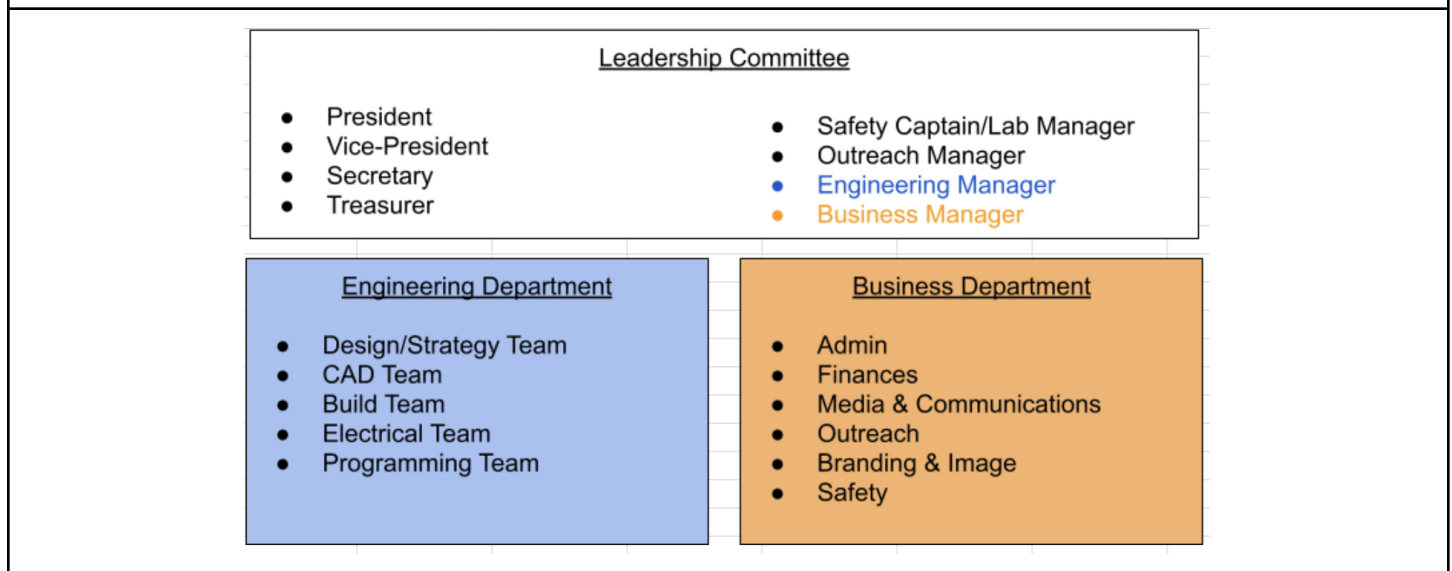 Leadership Committee
● President
● Vice-President
● Secretary
● Treasurer
● Safety Captain/Lab Manager
● Outreach Manager
● Engineering Manager
● Business Manager
Engineering Department
● Design/Strategy Team
● CAD Team
● Build Team
● Electrical Team
● Programming Team
Business Department
● Admin
● Finances
● Media & Communications
● Outreach
● Branding & Image
● Safety